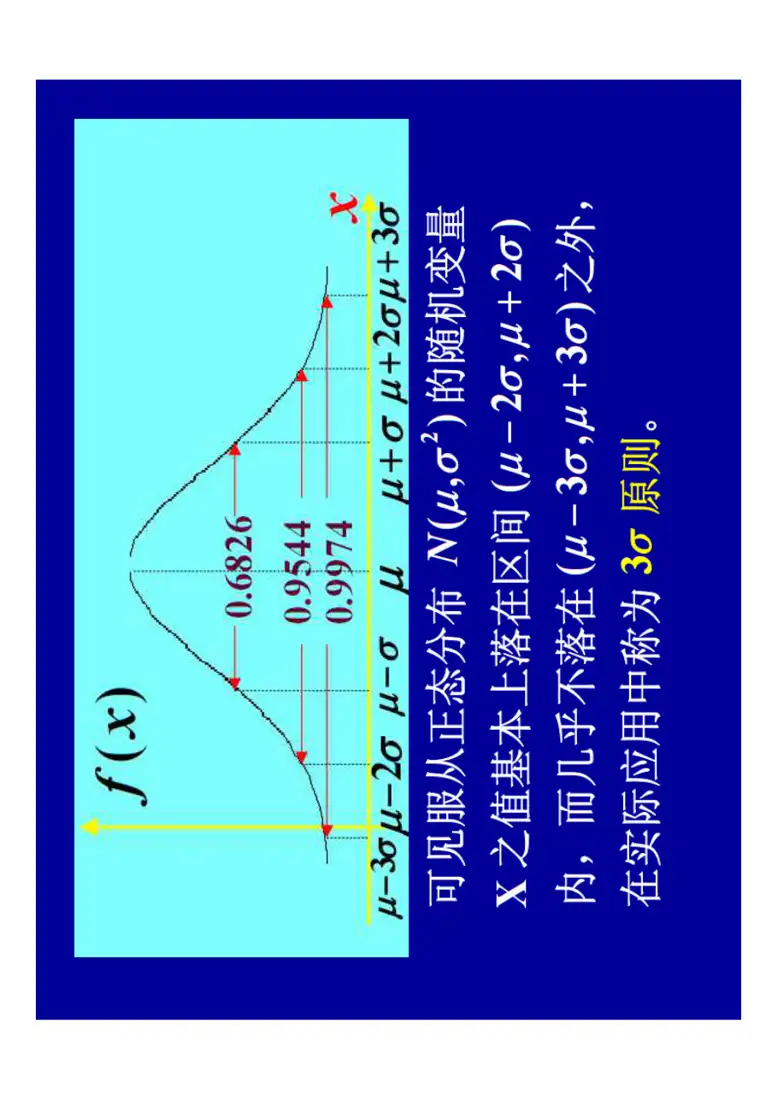 f(x)
0.6826
0.9544
0.9974
x
μ−3σ μ−2σ μ−σ μ μ+σ μ+2σ μ+3σ
可见服从正态分布 N(μ,σ²)的随机变量
X 之值基本上落在区间 (μ−2σ,μ+2σ)
内，而几乎不落在 (μ−3σ,μ+3σ)之外，
在实际应用中称为 3σ 原则。